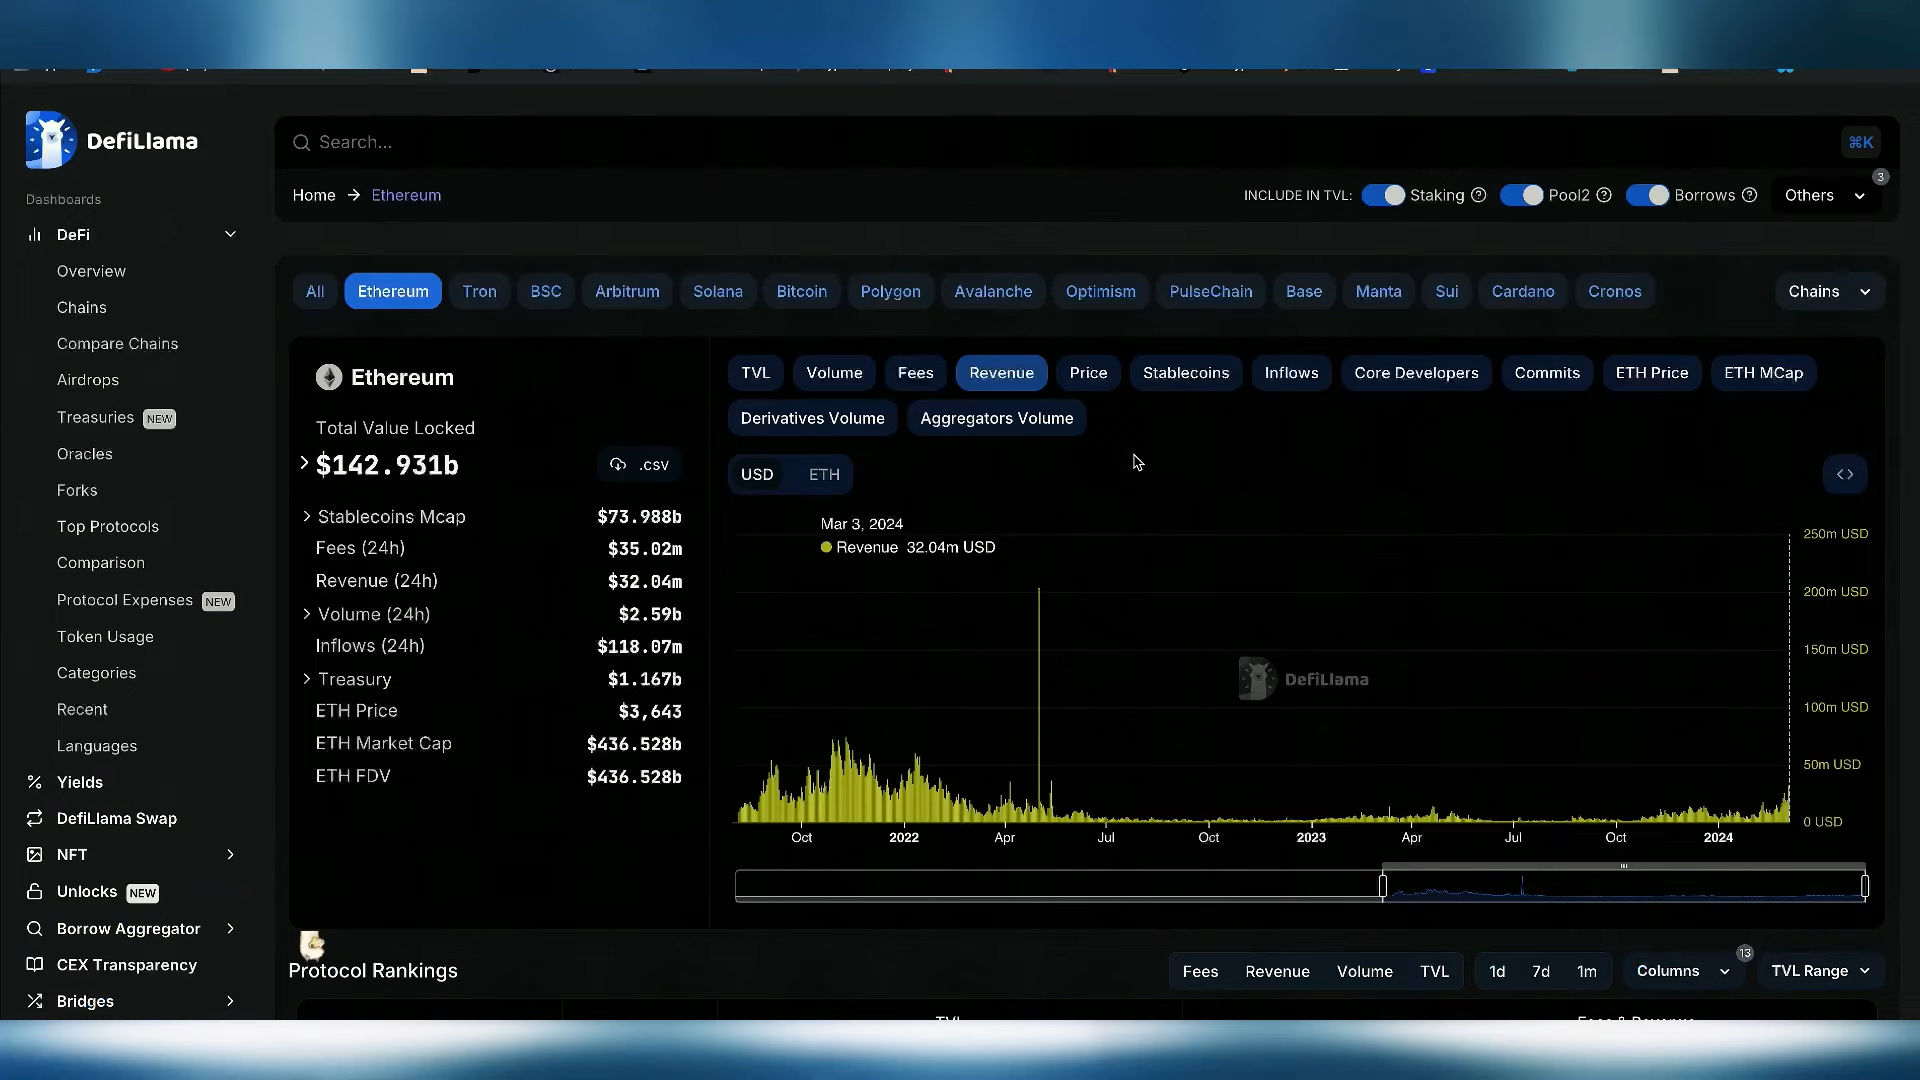 DefiLlama
Search...
⌘K
Home → Ethereum
INCLUDE IN TVL: Staking Pool2 Borrows Others 3
Dashboards
DeFi
Overview
Chains
Compare Chains
Airdrops
Treasuries NEW
Oracles
Forks
Top Protocols
Comparison
Protocol Expenses NEW
Token Usage
Categories
Recent
Languages
Yields
DefiLlama Swap
NFT
Unlocks NEW
Borrow Aggregator
CEX Transparency
Bridges
All Ethereum Tron BSC Arbitrum Solana Bitcoin Polygon Avalanche Optimism PulseChain Base Manta Sui Cardano Cronos Chains
Ethereum
Total Value Locked
$142.931b .csv
Stablecoins Mcap $73.988b
Fees (24h) $35.02m
Revenue (24h) $32.04m
Volume (24h) $2.59b
Inflows (24h) $118.07m
Treasury $1.167b
ETH Price $3,643
ETH Market Cap $436.528b
ETH FDV $436.528b
TVL Volume Fees Revenue Price Stablecoins Inflows Core Developers Commits ETH Price ETH MCap
Derivatives Volume Aggregators Volume
USD ETH
Mar 3, 2024
Revenue 32.04m USD
250m USD
200m USD
150m USD
100m USD
50m USD
0 USD
DefiLlama
Oct 2022 Apr Jul Oct 2023 Apr Jul Oct 2024
Protocol Rankings
Fees Revenue Volume TVL 1d 7d 1m Columns 13 TVL Range